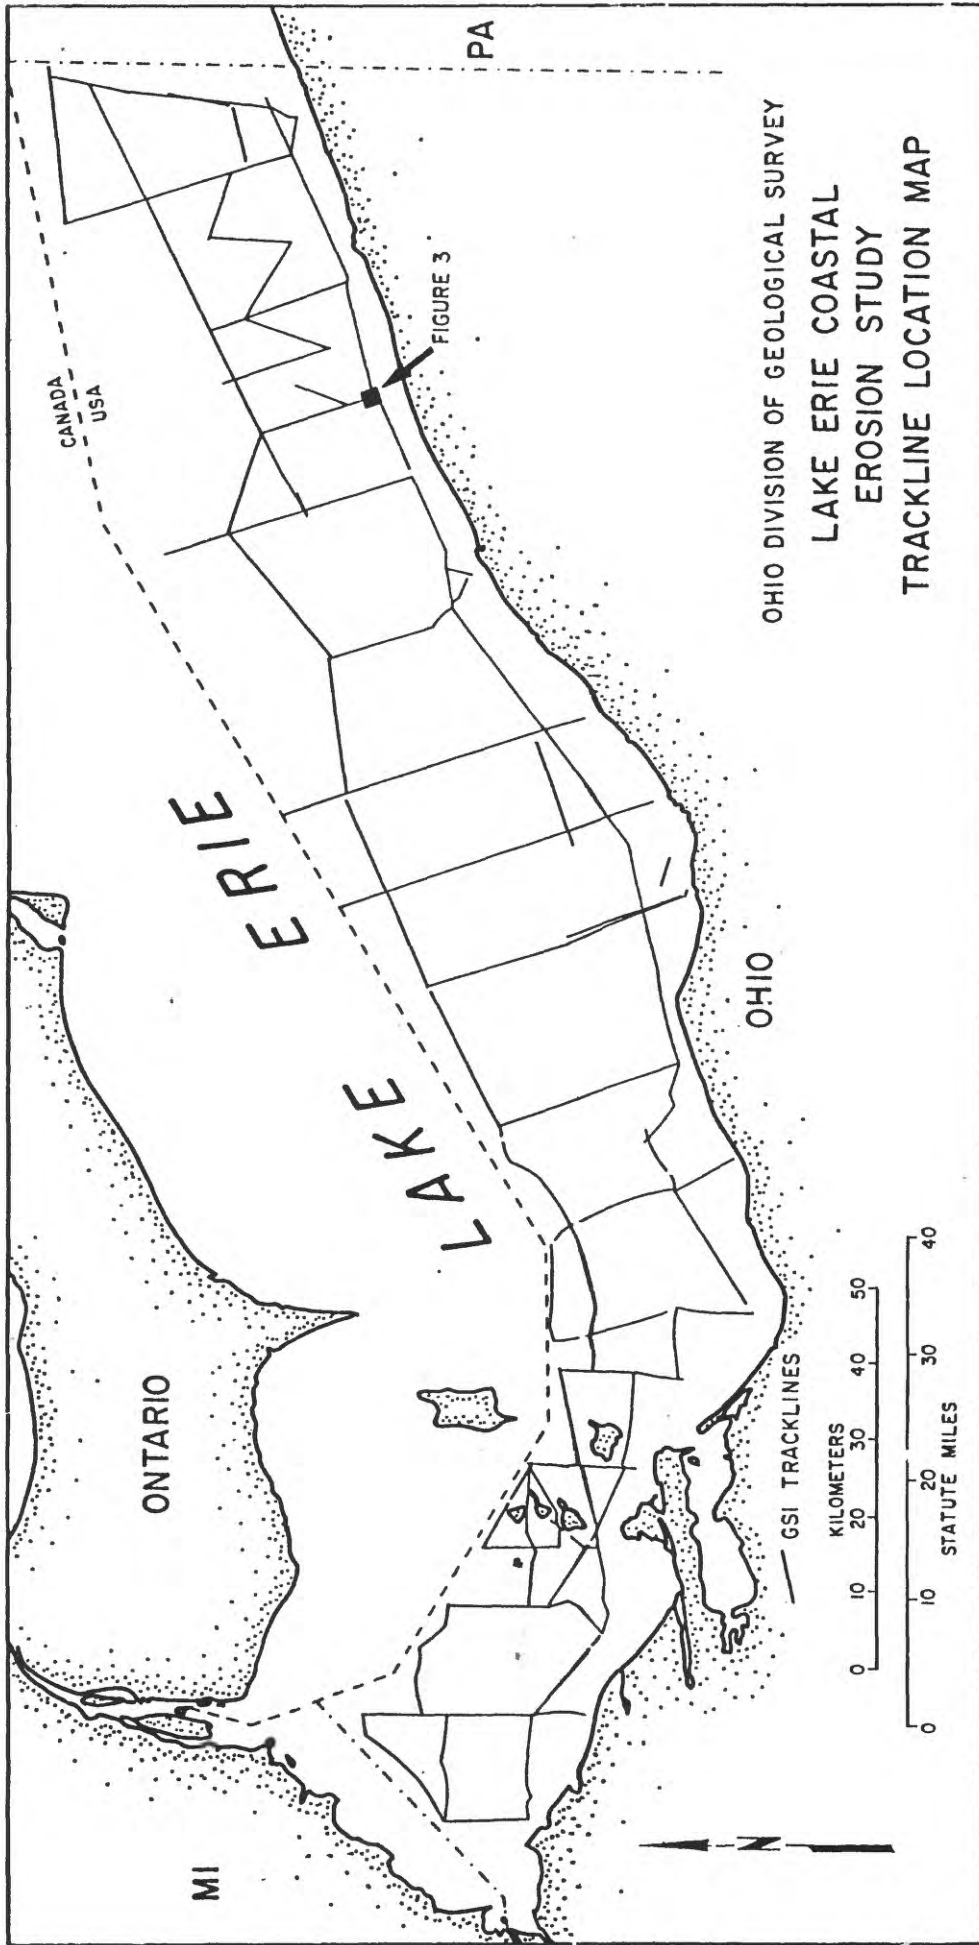 MI
ONTARIO
LAKE ERIE
CANADA
USA
PA
FIGURE 3
OHIO
N
GSI TRACKLINES
KILOMETERS
0 10 20 30 40 50
0 10 20 30 40
STATUTE MILES
OHIO DIVISION OF GEOLOGICAL SURVEY
LAKE ERIE COASTAL
EROSION STUDY
TRACKLINE LOCATION MAP